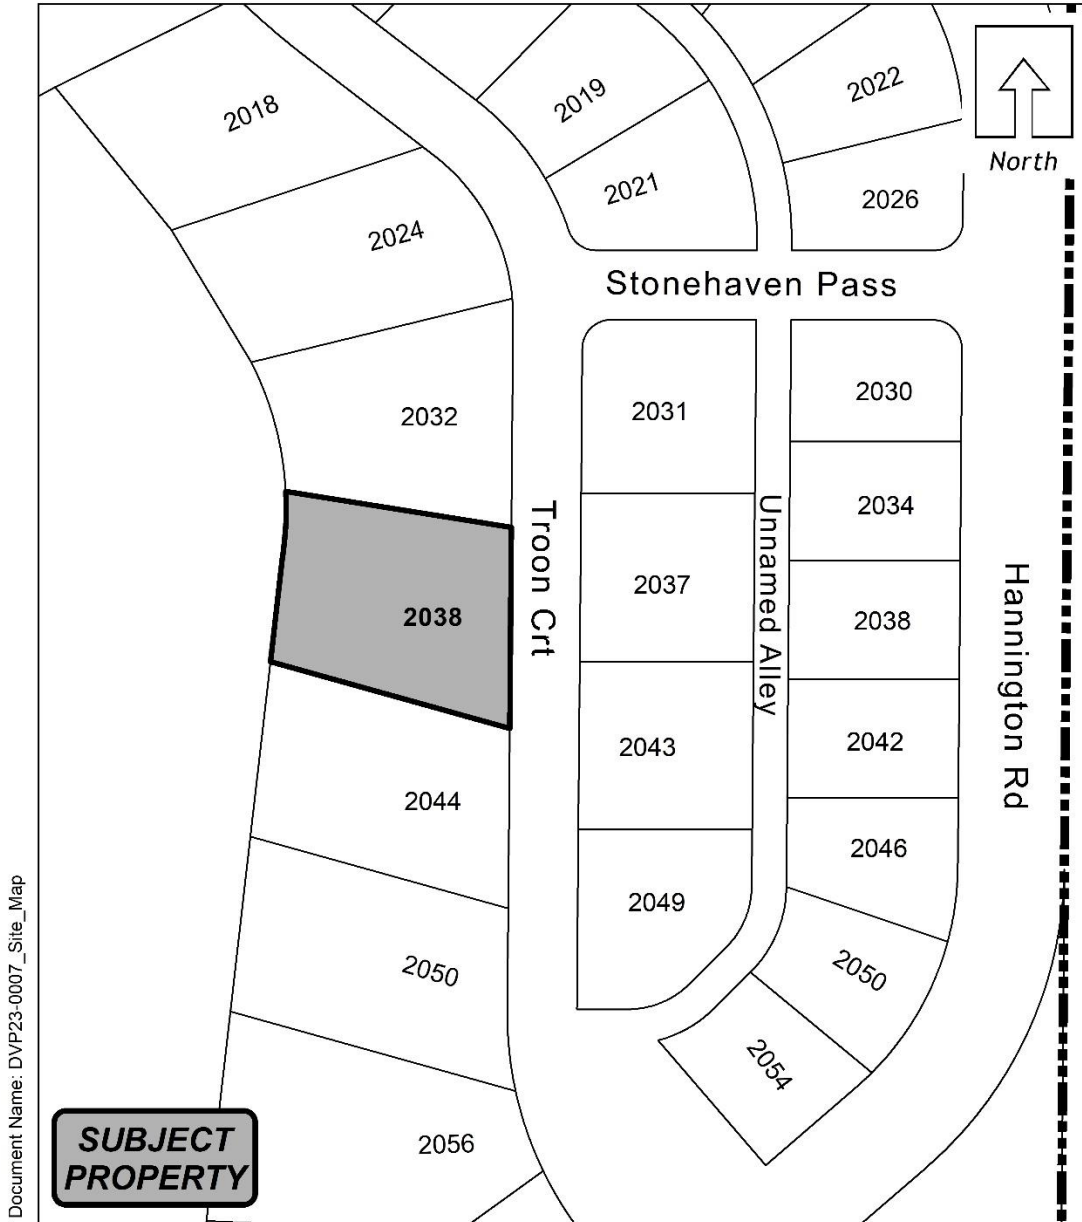 2018
2019
2022
North
2021
2026
2024
Stonehaven Pass
2032
2031
2030
2034
Troon Crt
Unnamed Alley
2037
2038
2038
Hannington Rd
2043
2042
2044
2046
2049
2050
2050
2054
2056
SUBJECT
PROPERTY
Document Name: DVP23-0007_Site_Map